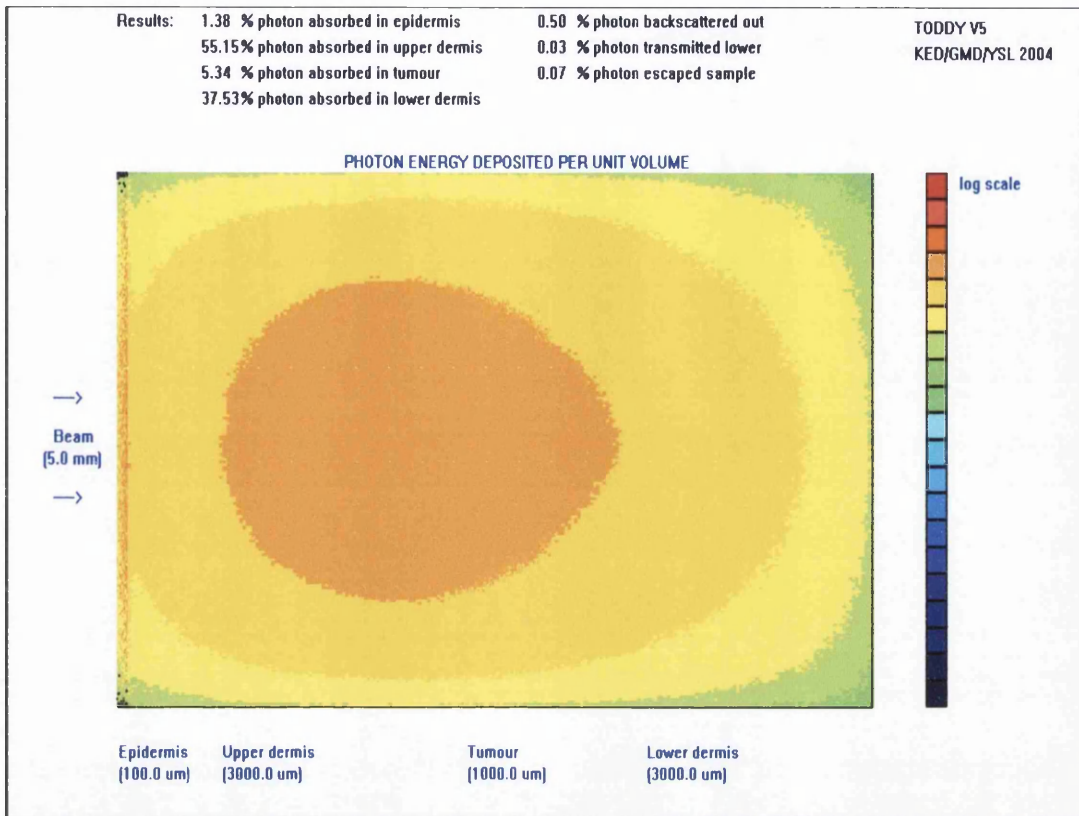 Results: 1.38 % photon absorbed in epidermis
55.15% photon absorbed in upper dermis
5.34 % photon absorbed in tumour
37.53% photon absorbed in lower dermis
0.50 % photon backscattered out
0.03 % photon transmitted lower
0.07 % photon escaped sample
TODDY V5
KED/GMD/YSL 2004
PHOTON ENERGY DEPOSITED PER UNIT VOLUME
log scale
Beam
(5.0 mm)
Epidermis
(100.0 um)
Upper dermis
(3000.0 um)
Tumour
(1000.0 um)
Lower dermis
(3000.0 um)